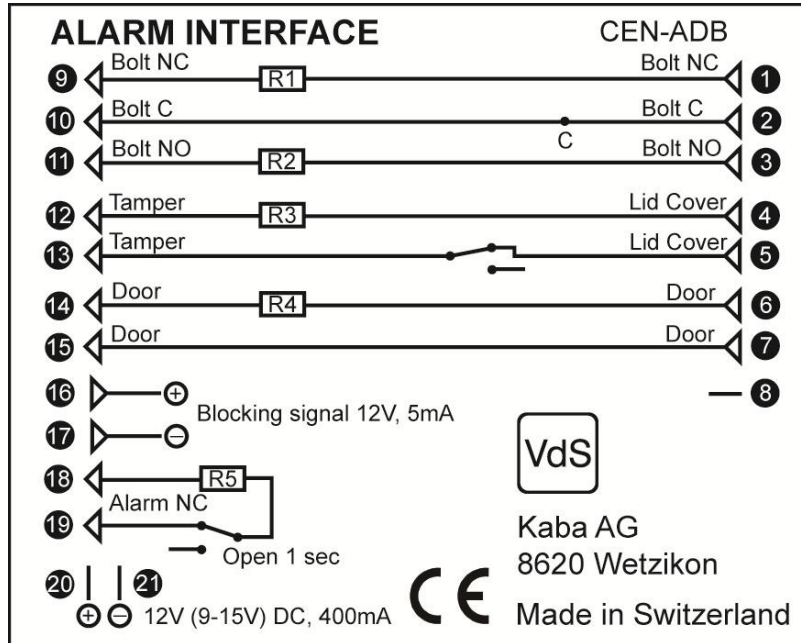 ALARM INTERFACE CEN-ADB
9 Bolt NC R1 Bolt NC 1
10 Bolt C C Bolt C 2
11 Bolt NO R2 Bolt NO 3
12 Tamper R3 Lid Cover 4
13 Tamper Lid Cover 5
14 Door R4 Door 6
15 Door Door 7
16 + 8
Blocking signal 12V, 5mA
17 −
18 R5
Alarm NC
19
Open 1 sec
20 21
+ − 12V (9-15V) DC, 400mA
CE
VdS
Kaba AG
8620 Wetzikon
Made in Switzerland